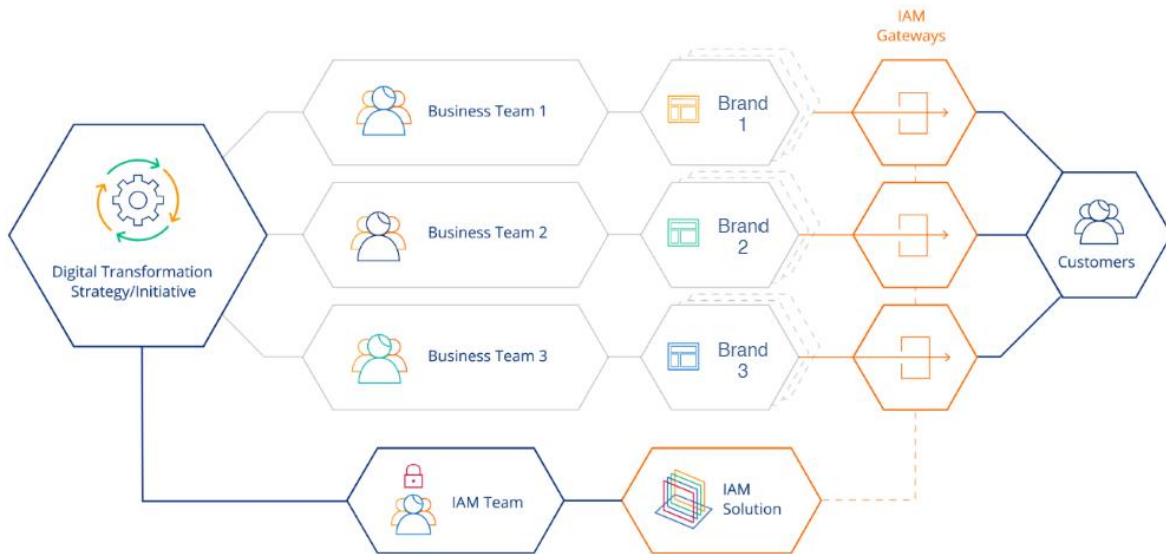 IAM
Gateways
Business Team 1
Brand
1
Business Team 2
Brand
2
Digital Transformation
Strategy/Initiative
Customers
Business Team 3
Brand
3
IAM Team
IAM
Solution